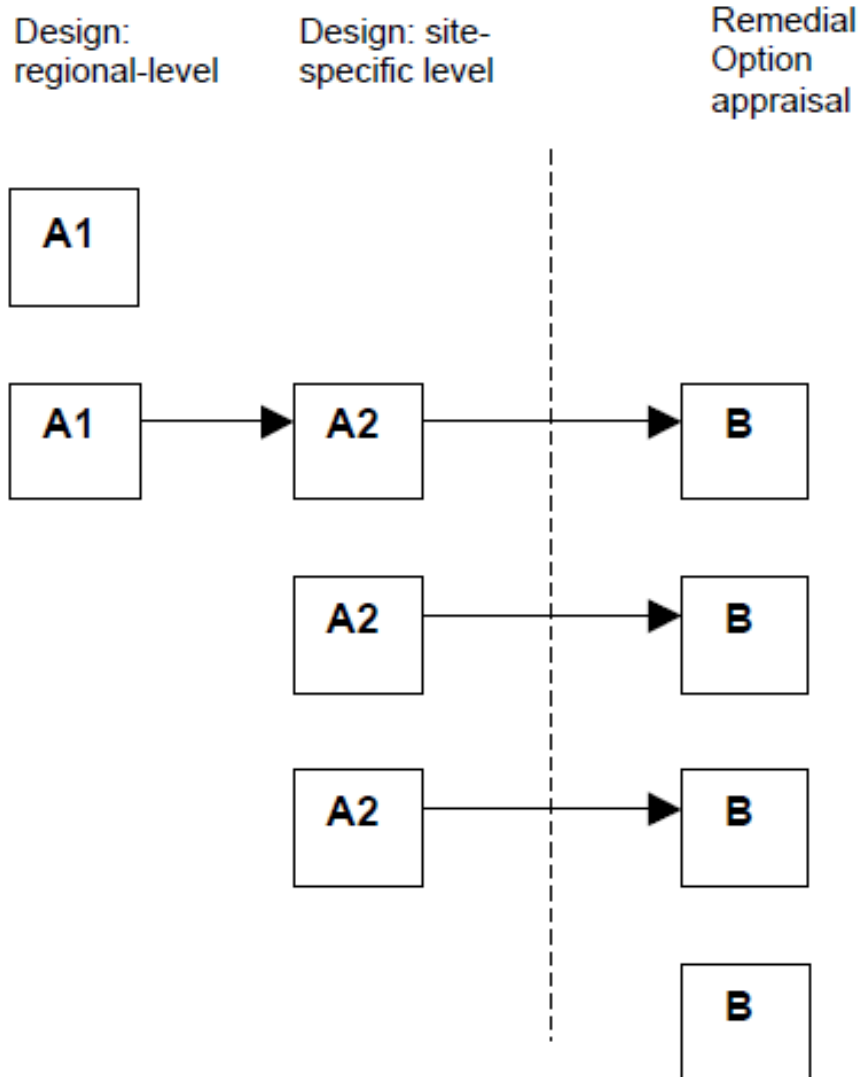 Design:
regional-level
Design: site-
specific level
Remedial
Option
appraisal
A1
A1
A2
B
A2
B
A2
B
B